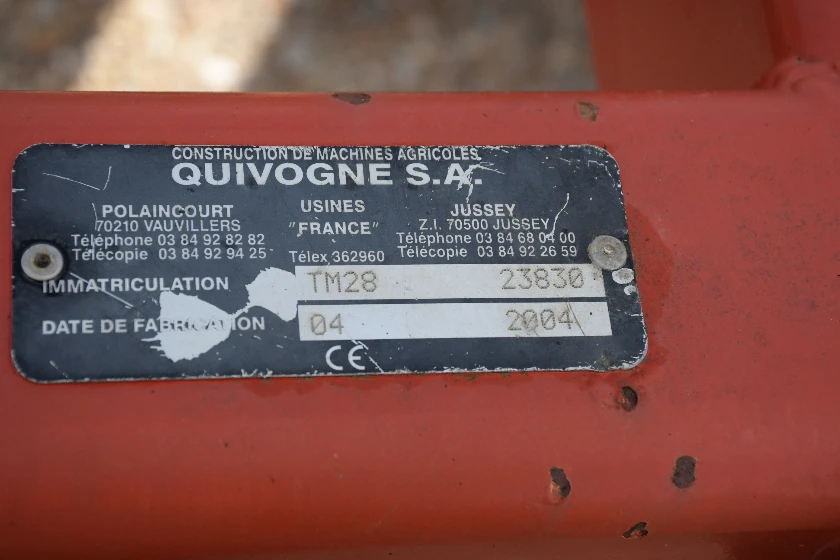 CONSTRUCTION DE MACHINES AGRICOLES
QUIVOGNE S.A.
POLAINCOURT
70210 VAUVILLERS
Téléphone 03 84 92 82 82
Télécopie 03 84 92 94 25
USINES
"FRANCE"
Télex 362960
JUSSEY
Z.I. 70500 JUSSEY
Téléphone 03 84 68 04 00
Télécopie 03 84 92 26 59
IMMATRICULATION TM28 23830
DATE DE FABRICATION 04 2004
CE